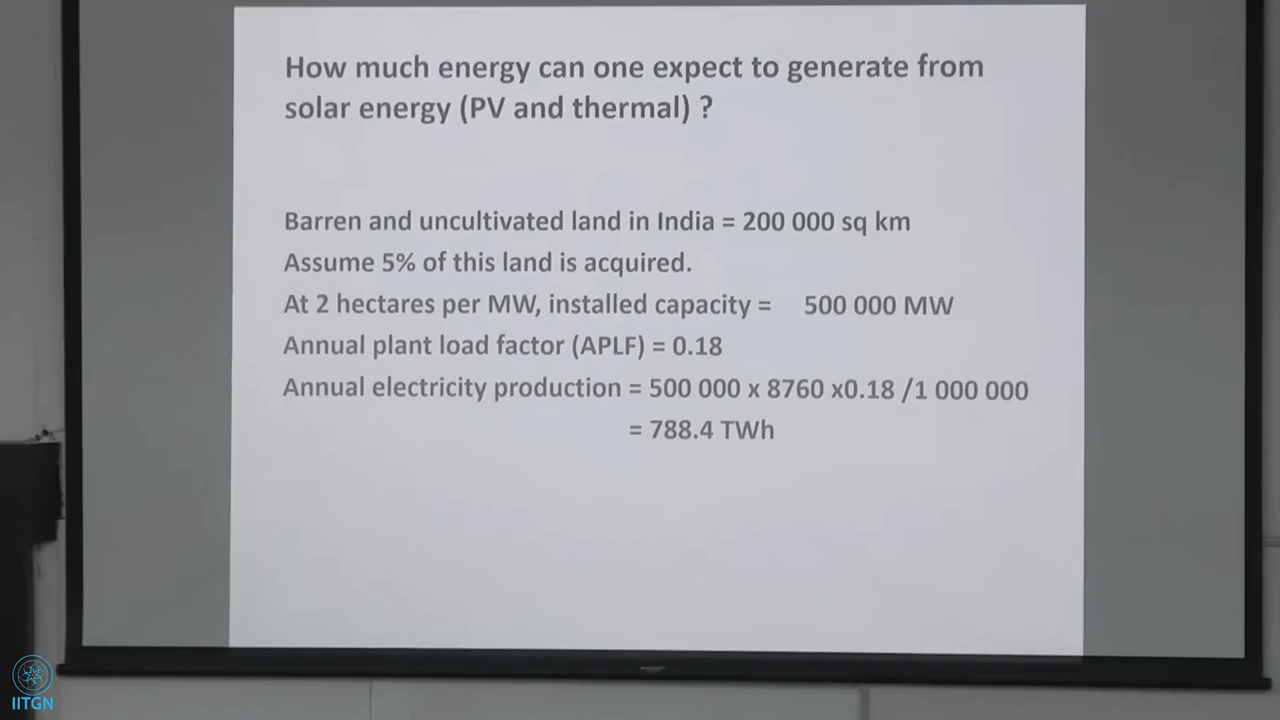 How much energy can one expect to generate from
solar energy (PV and thermal) ?
Barren and uncultivated land in India = 200 000 sq km
Assume 5% of this land is acquired.
At 2 hectares per MW, installed capacity = 500 000 MW
Annual plant load factor (APLF) = 0.18
Annual electricity production = 500 000 x 8760 x0.18 /1 000 000
= 788.4 TWh
IITGN